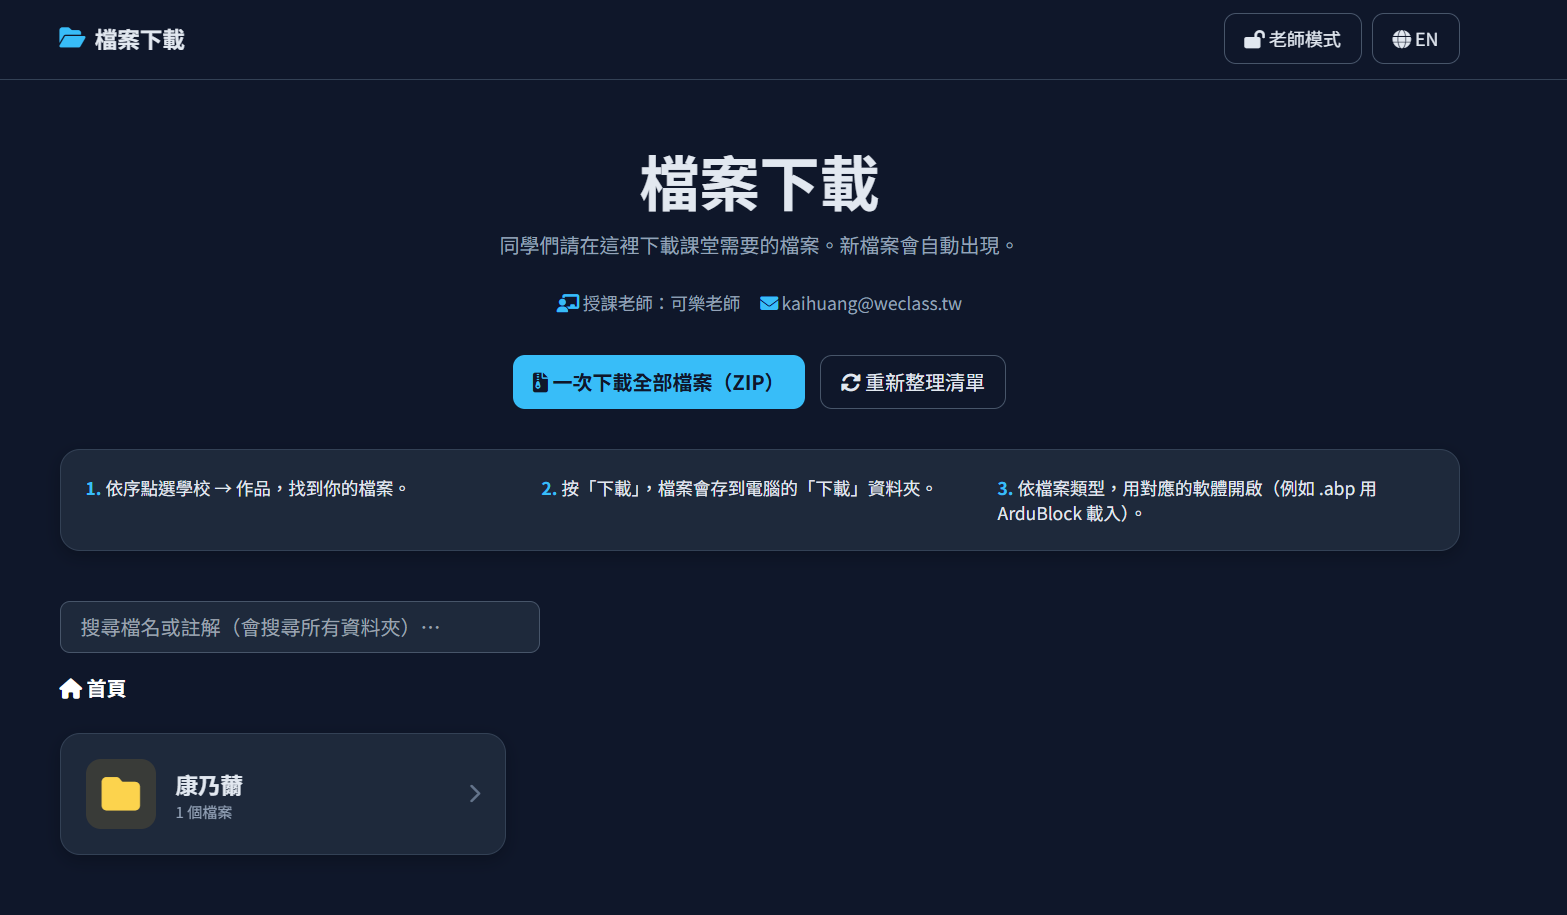 檔案下載
老師模式
EN
檔案下載
同學們請在這裡下載課堂需要的檔案。新檔案會自動出現。
授課老師：可樂老師 kaihuang@weclass.tw
一次下載全部檔案（ZIP）
重新整理清單
1. 依序點選學校 → 作品，找到你的檔案。
2. 按「下載」，檔案會存到電腦的「下載」資料夾。
3. 依檔案類型，用對應的軟體開啟（例如 .abp 用
ArduBlock 載入）。
搜尋檔名或註解（會搜尋所有資料夾）…
首頁
康乃薾
1 個檔案